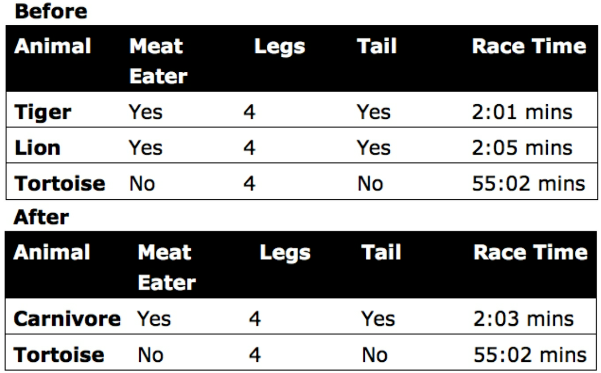 Before
Animal Meat Legs Tail Race Time
Eater
Tiger Yes 4 Yes 2:01 mins
Lion Yes 4 Yes 2:05 mins
Tortoise No 4 No 55:02 mins
After
Animal Meat Legs Tail Race Time
Eater
Carnivore Yes 4 Yes 2:03 mins
Tortoise No 4 No 55:02 mins